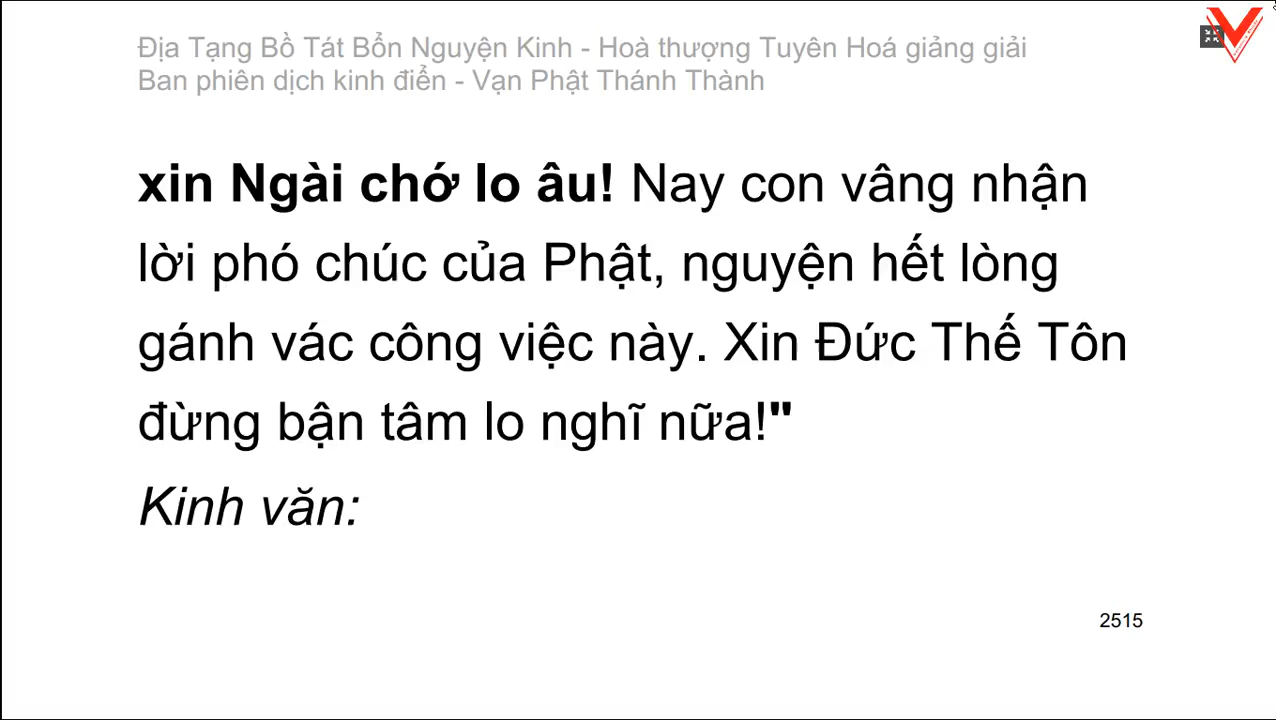 Địa Tạng Bồ Tát Bổn Nguyện Kinh - Hoà thượng Tuyên Hoá giảng giải
Ban phiên dịch kinh điển - Vạn Phật Thánh Thành
xin Ngài chớ lo âu! Nay con vâng nhận
lời phó chúc của Phật, nguyện hết lòng
gánh vác công việc này. Xin Đức Thế Tôn
đừng bận tâm lo nghĩ nữa!"
Kinh văn:
2515